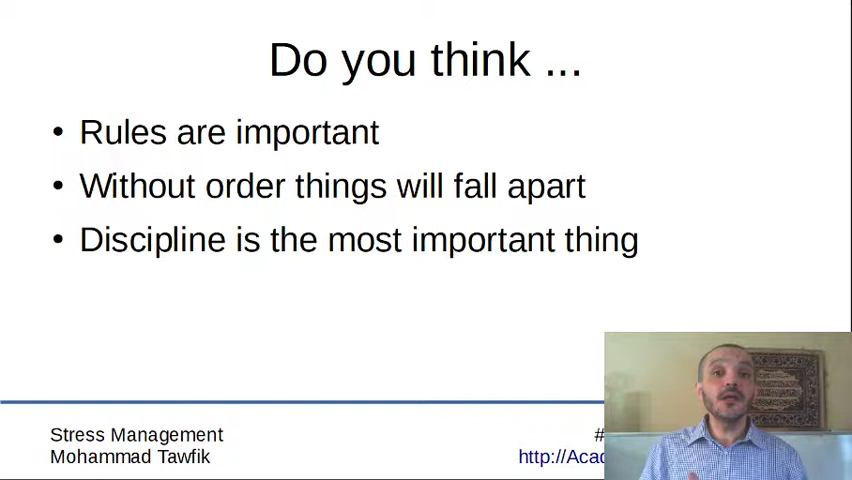 Do you think ...
• Rules are important
• Without order things will fall apart
• Discipline is the most important thing
Stress Management
Mohammad Tawfik
#
http://Acad